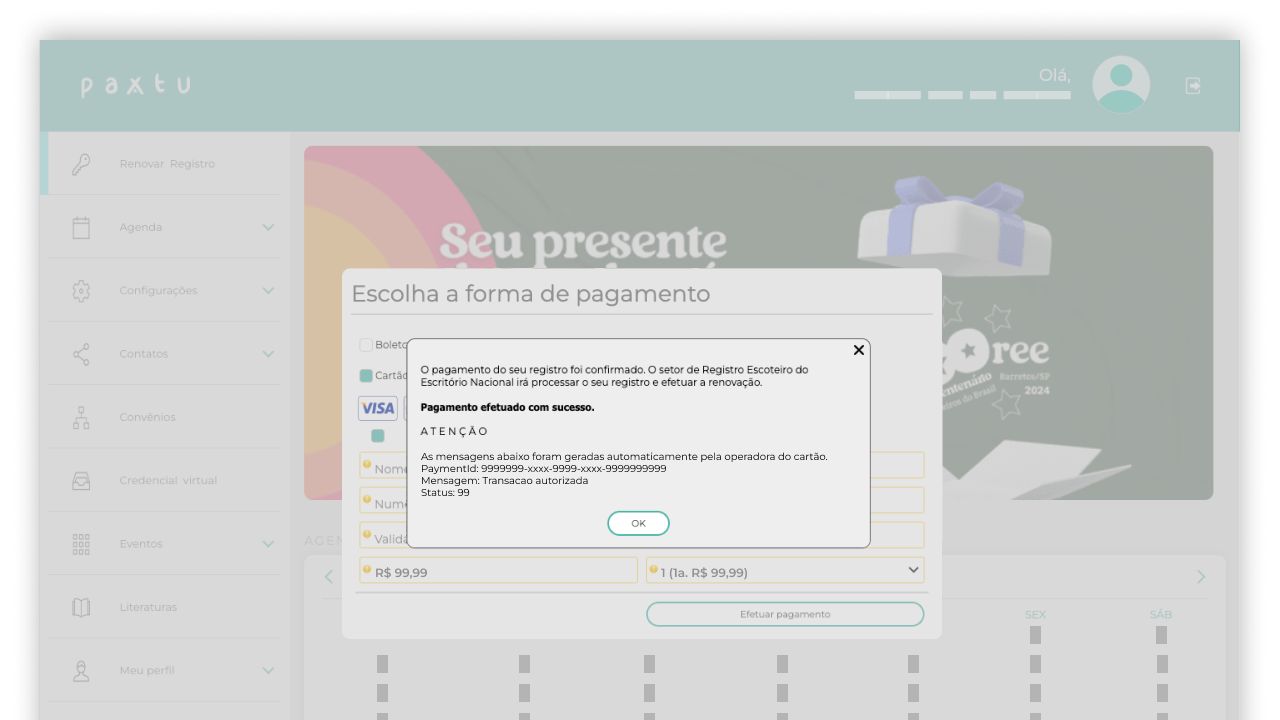 paxtu
Olá,
Renovar Registro
Agenda
Configurações
Contatos
Convênios
Credencial virtual
Eventos
Literaturas
Meu perfil
Seu presente
ree
Barretos/SP
2024
Escolha a forma de pagamento
Boleto
Cartão
VISA
O pagamento do seu registro foi confirmado. O setor de Registro Escoteiro do
Escritório Nacional irá processar o seu registro e efetuar a renovação.
Pagamento efetuado com sucesso.
ATENÇÃO
As mensagens abaixo foram geradas automaticamente pela operadora do cartão.
PaymentId: 9999999-xxxx-9999-xxxx-9999999999
Mensagem: Transacao autorizada
Status: 99
OK
Nome
Nume
Valida
R$ 99,99
1 (1a. R$ 99,99)
Efetuar pagamento
AGEN
SEX
SÁB